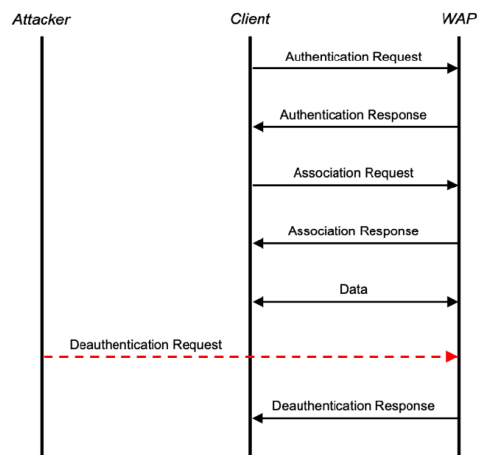 Attacker
Client
WAP
Authentication Request
Authentication Response
Association Request
Association Response
Data
Deauthentication Request
Deauthentication Response